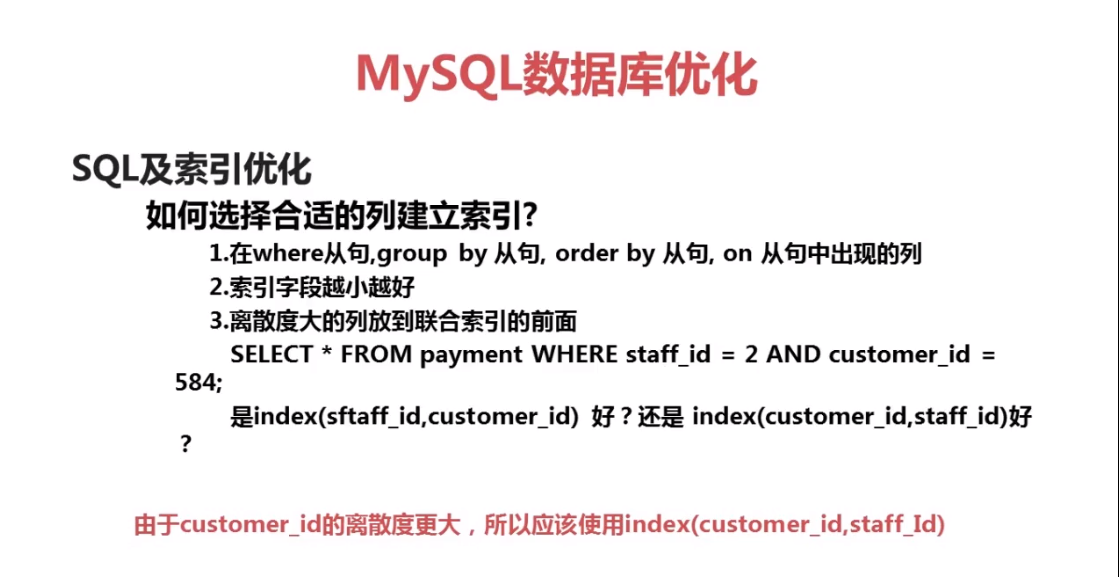 MySQL数据库优化
SQL及索引优化
如何选择合适的列建立索引?
1.在where从句,group by 从句, order by 从句, on 从句中出现的列
2.索引字段越小越好
3.离散度大的列放到联合索引的前面
SELECT * FROM payment WHERE staff_id = 2 AND customer_id =
584;
是index(sftaff_id,customer_id) 好？还是 index(customer_id,staff_id)好
？
由于customer_id的离散度更大，所以应该使用index(customer_id,staff_Id)